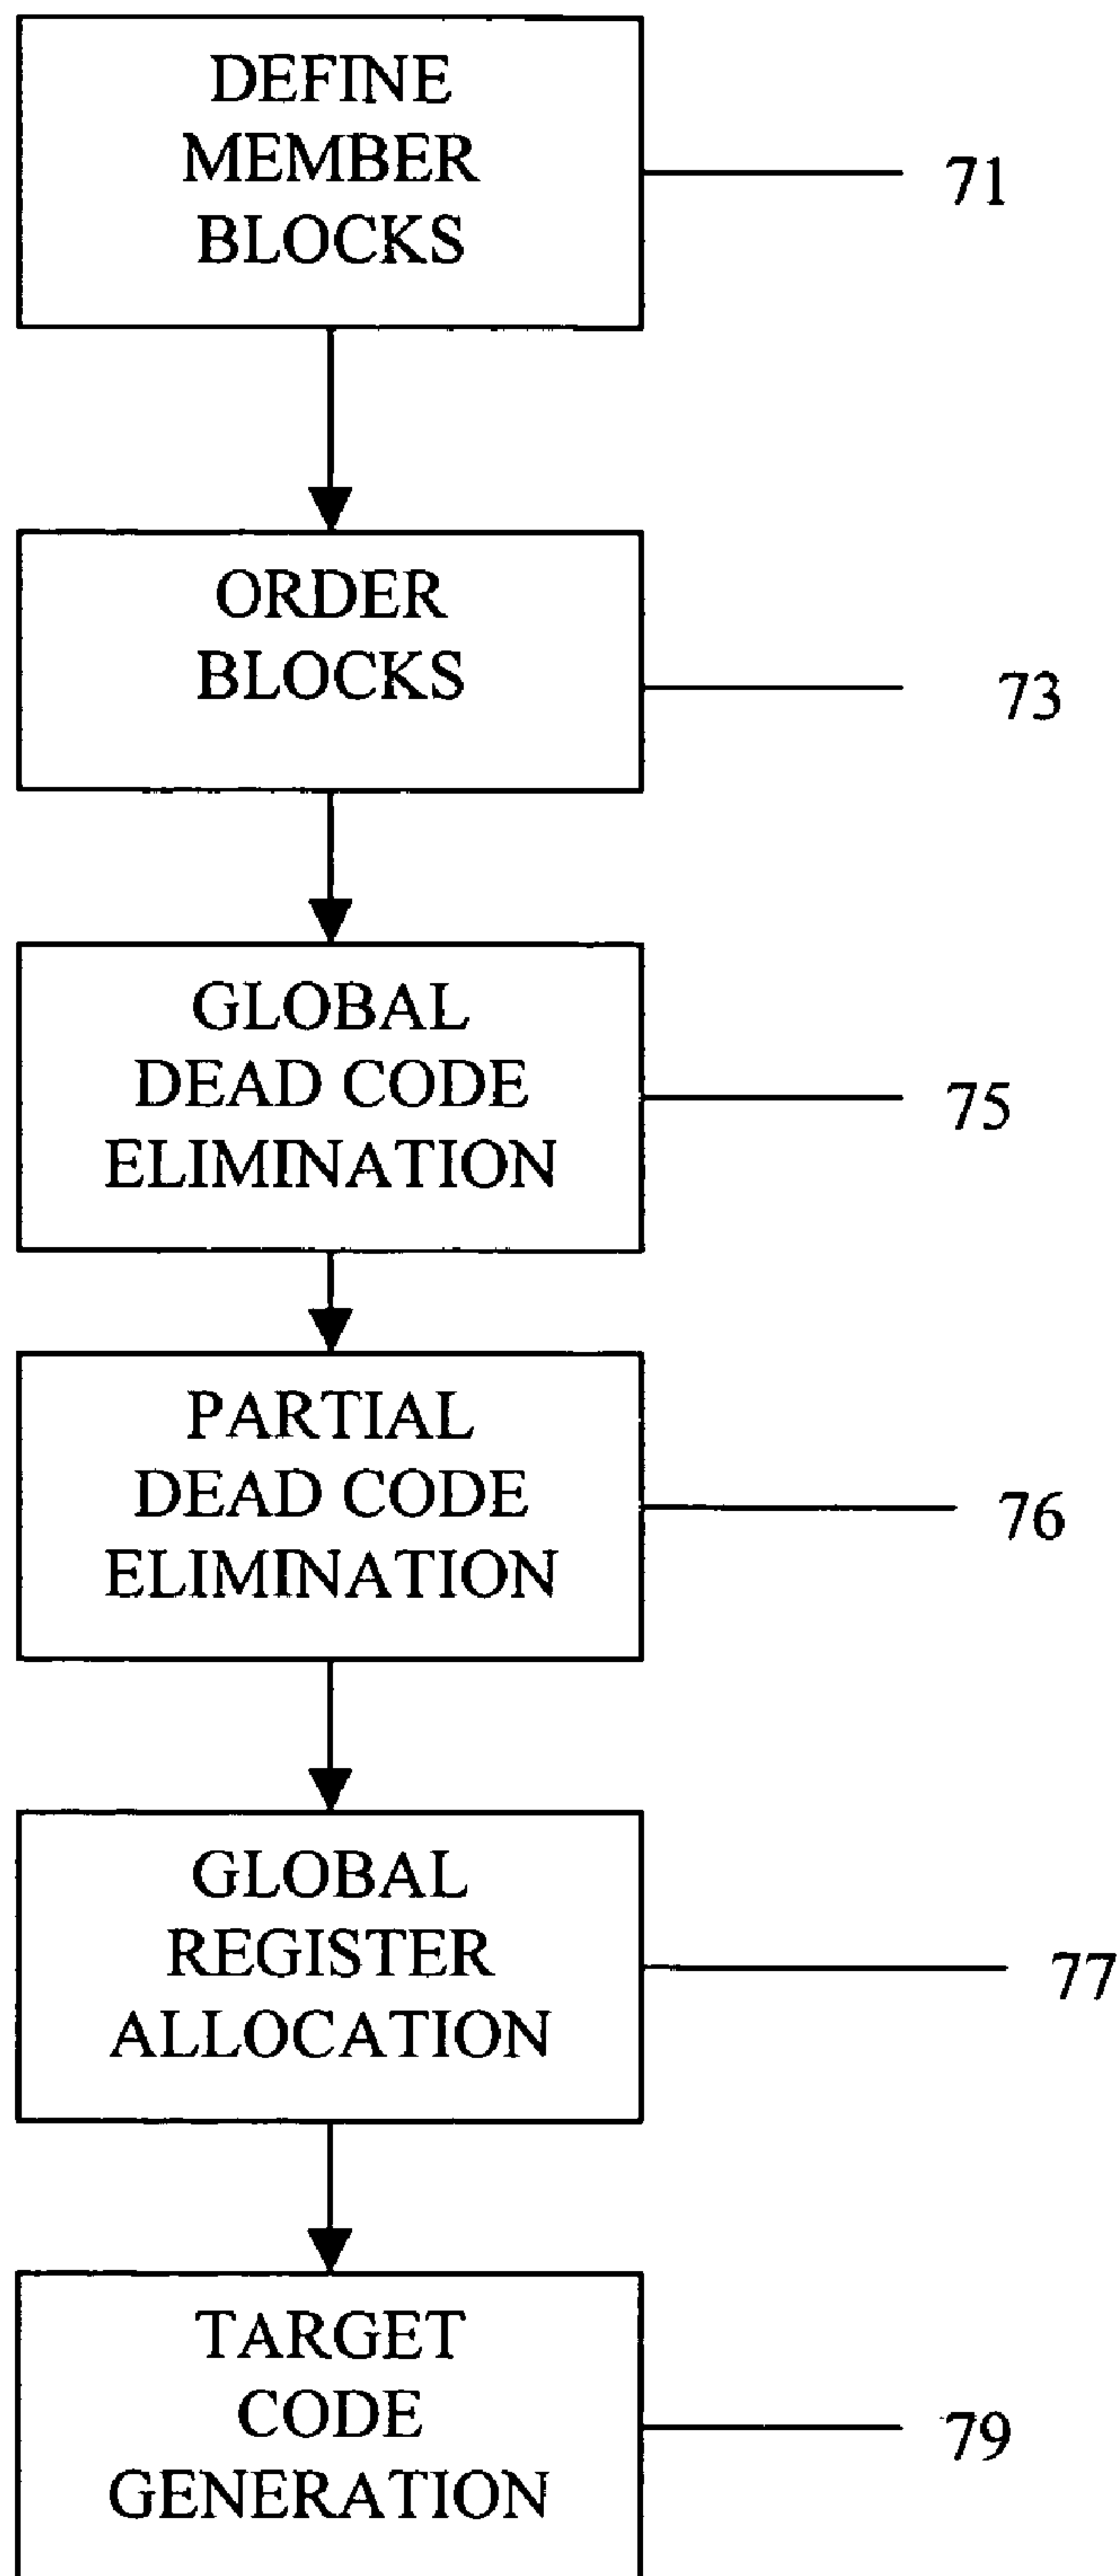 DEFINE
MEMBER
BLOCKS
71
ORDER
BLOCKS
73
GLOBAL
DEAD CODE
ELIMINATION
75
PARTIAL
DEAD CODE
ELIMINATION
76
GLOBAL
REGISTER
ALLOCATION
77
TARGET
CODE
GENERATION
79